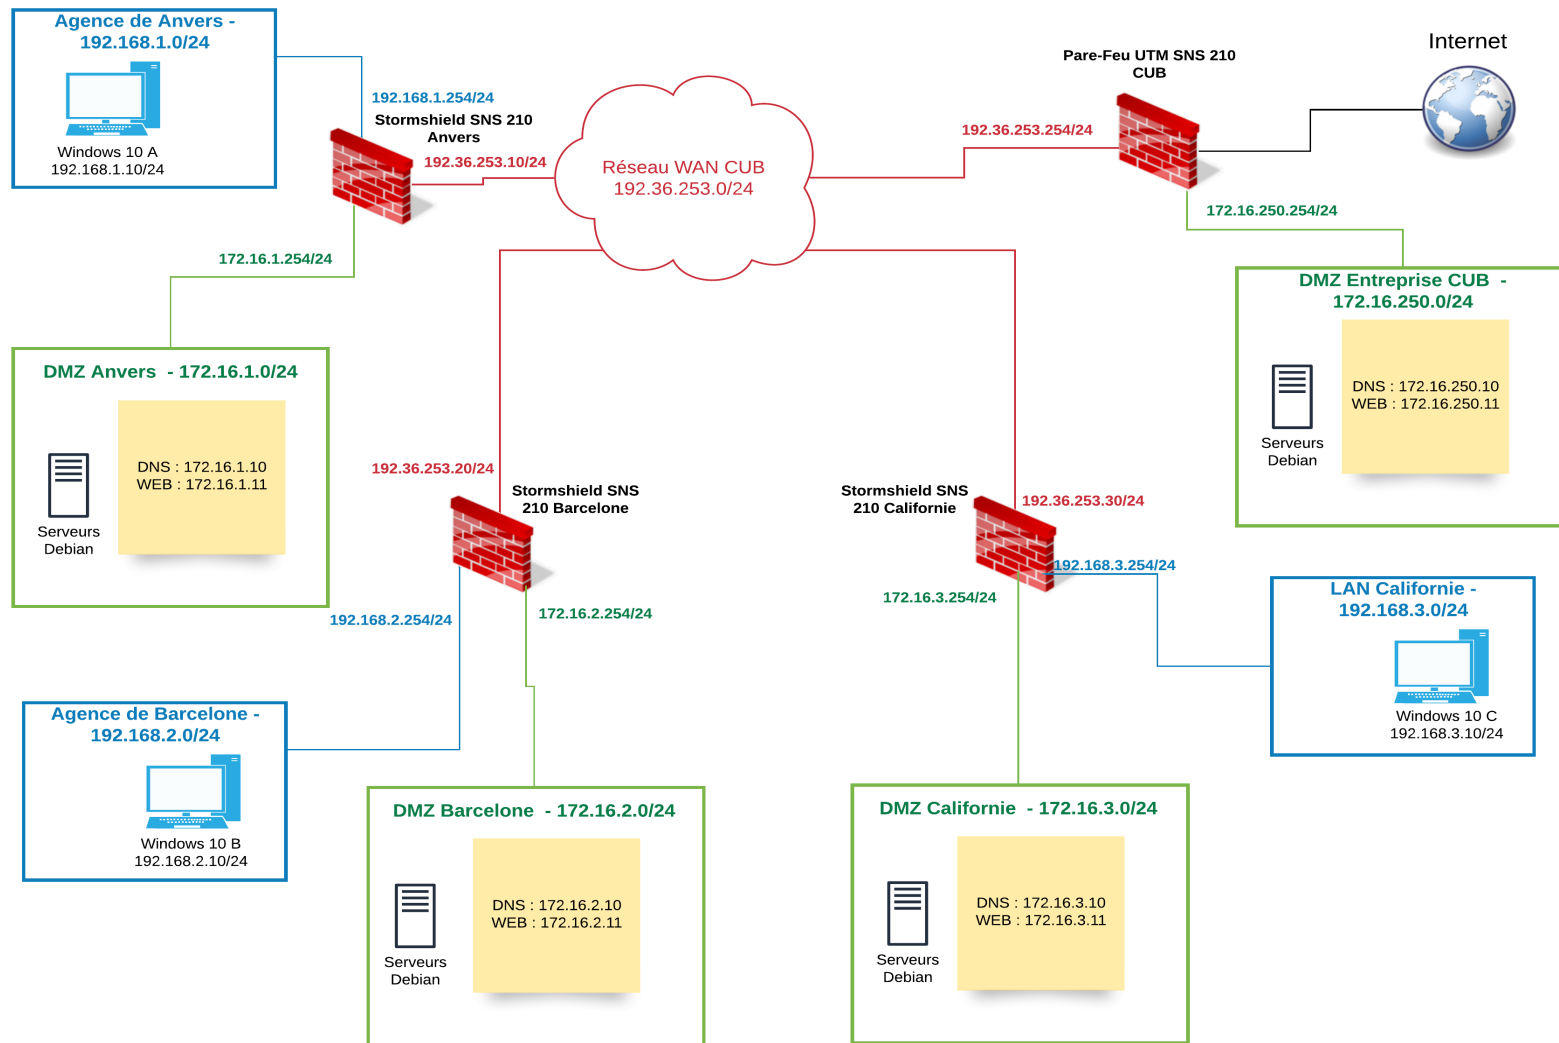 Agence de Anvers -
192.168.1.0/24
Windows 10 A
192.168.1.10/24
192.168.1.254/24
Stormshield SNS 210
Anvers
192.36.253.10/24
172.16.1.254/24
Réseau WAN CUB
192.36.253.0/24
Pare-Feu UTM SNS 210
CUB
192.36.253.254/24
Internet
172.16.250.254/24
DMZ Entreprise CUB -
172.16.250.0/24
DNS : 172.16.250.10
WEB : 172.16.250.11
Serveurs
Debian
DMZ Anvers - 172.16.1.0/24
DNS : 172.16.1.10
WEB : 172.16.1.11
Serveurs
Debian
192.36.253.20/24
Stormshield SNS
210 Barcelone
192.168.2.254/24
172.16.2.254/24
Stormshield SNS
210 Californie
192.36.253.30/24
192.168.3.254/24
172.16.3.254/24
LAN Californie -
192.168.3.0/24
Windows 10 C
192.168.3.10/24
Agence de Barcelone -
192.168.2.0/24
Windows 10 B
192.168.2.10/24
DMZ Barcelone - 172.16.2.0/24
DNS : 172.16.2.10
WEB : 172.16.2.11
Serveurs
Debian
DMZ Californie - 172.16.3.0/24
DNS : 172.16.3.10
WEB : 172.16.3.11
Serveurs
Debian